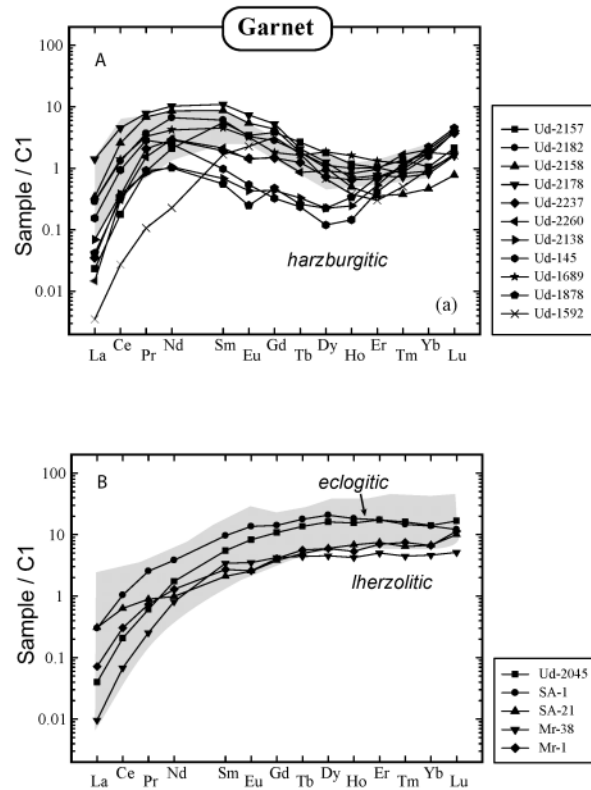 Garnet
A
100
10
1
0.1
0.01
Sample / C1
harzburgitic
(a)
La Ce Pr Nd Sm Eu Gd Tb Dy Ho Er Tm Yb Lu
Ud-2157
Ud-2182
Ud-2158
Ud-2178
Ud-2237
Ud-2260
Ud-2138
Ud-145
Ud-1689
Ud-1878
Ud-1592
B
100
10
1
0.1
0.01
Sample / C1
eclogitic
lherzolitic
La Ce Pr Nd Sm Eu Gd Tb Dy Ho Er Tm Yb Lu
Ud-2045
SA-1
SA-21
Mr-38
Mr-1